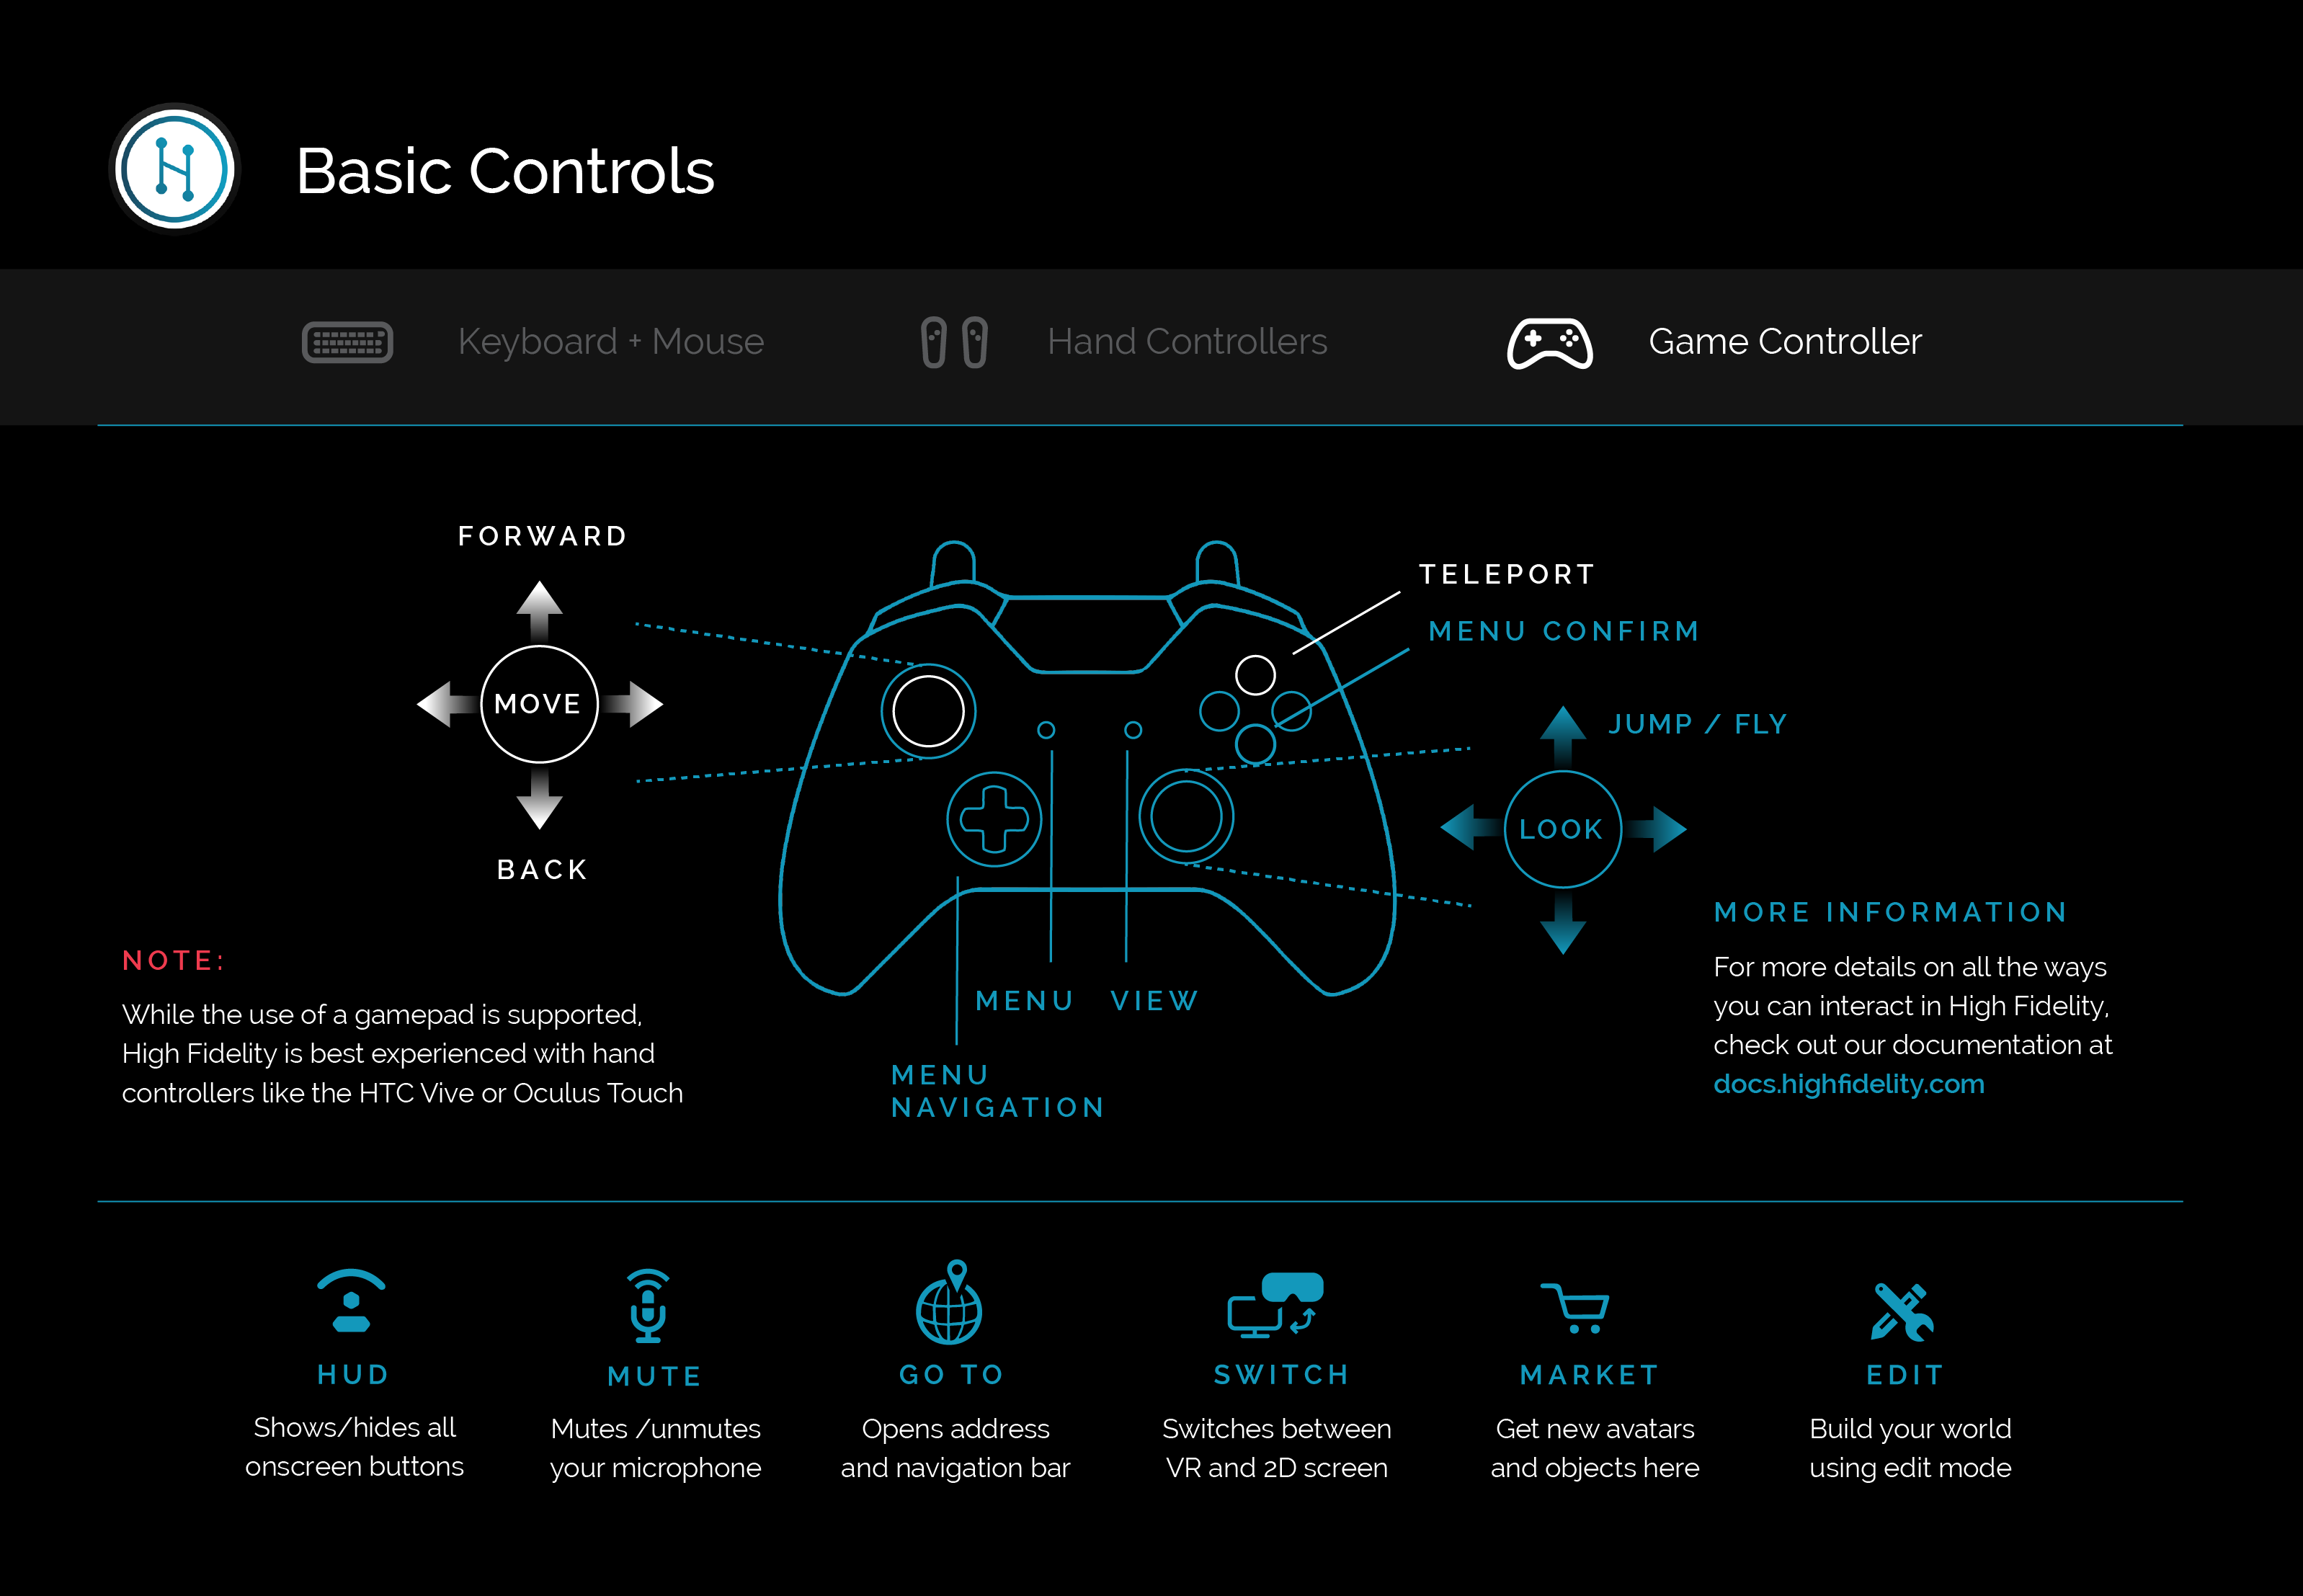 Basic Controls
Keyboard + Mouse
Hand Controllers
Game Controller
FORWARD
MOVE
BACK
TELEPORT
MENU CONFIRM
JUMP / FLY
LOOK
MENU
VIEW
MENU
NAVIGATION
NOTE:
While the use of a gamepad is supported,
High Fidelity is best experienced with hand
controllers like the HTC Vive or Oculus Touch
MORE INFORMATION
For more details on all the ways
you can interact in High Fidelity,
check out our documentation at
docs.highfidelity.com
HUD
Shows/hides all
onscreen buttons
MUTE
Mutes /unmutes
your microphone
GO TO
Opens address
and navigation bar
SWITCH
Switches between
VR and 2D screen
MARKET
Get new avatars
and objects here
EDIT
Build your world
using edit mode